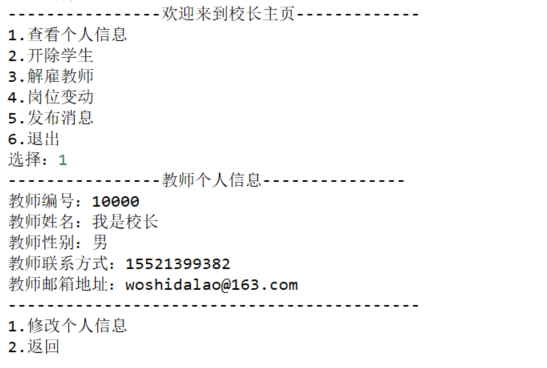 ----------------欢迎来到校长主页-------------
1.查看个人信息
2.开除学生
3.解雇教师
4.岗位变动
5.发布消息
6.退出
选择：1
----------------教师个人信息---------------
教师编号：10000
教师姓名：我是校长
教师性别：男
教师联系方式：15521399382
教师邮箱地址：woshidalao@163.com
-------------------------------------------
1.修改个人信息
2.返回